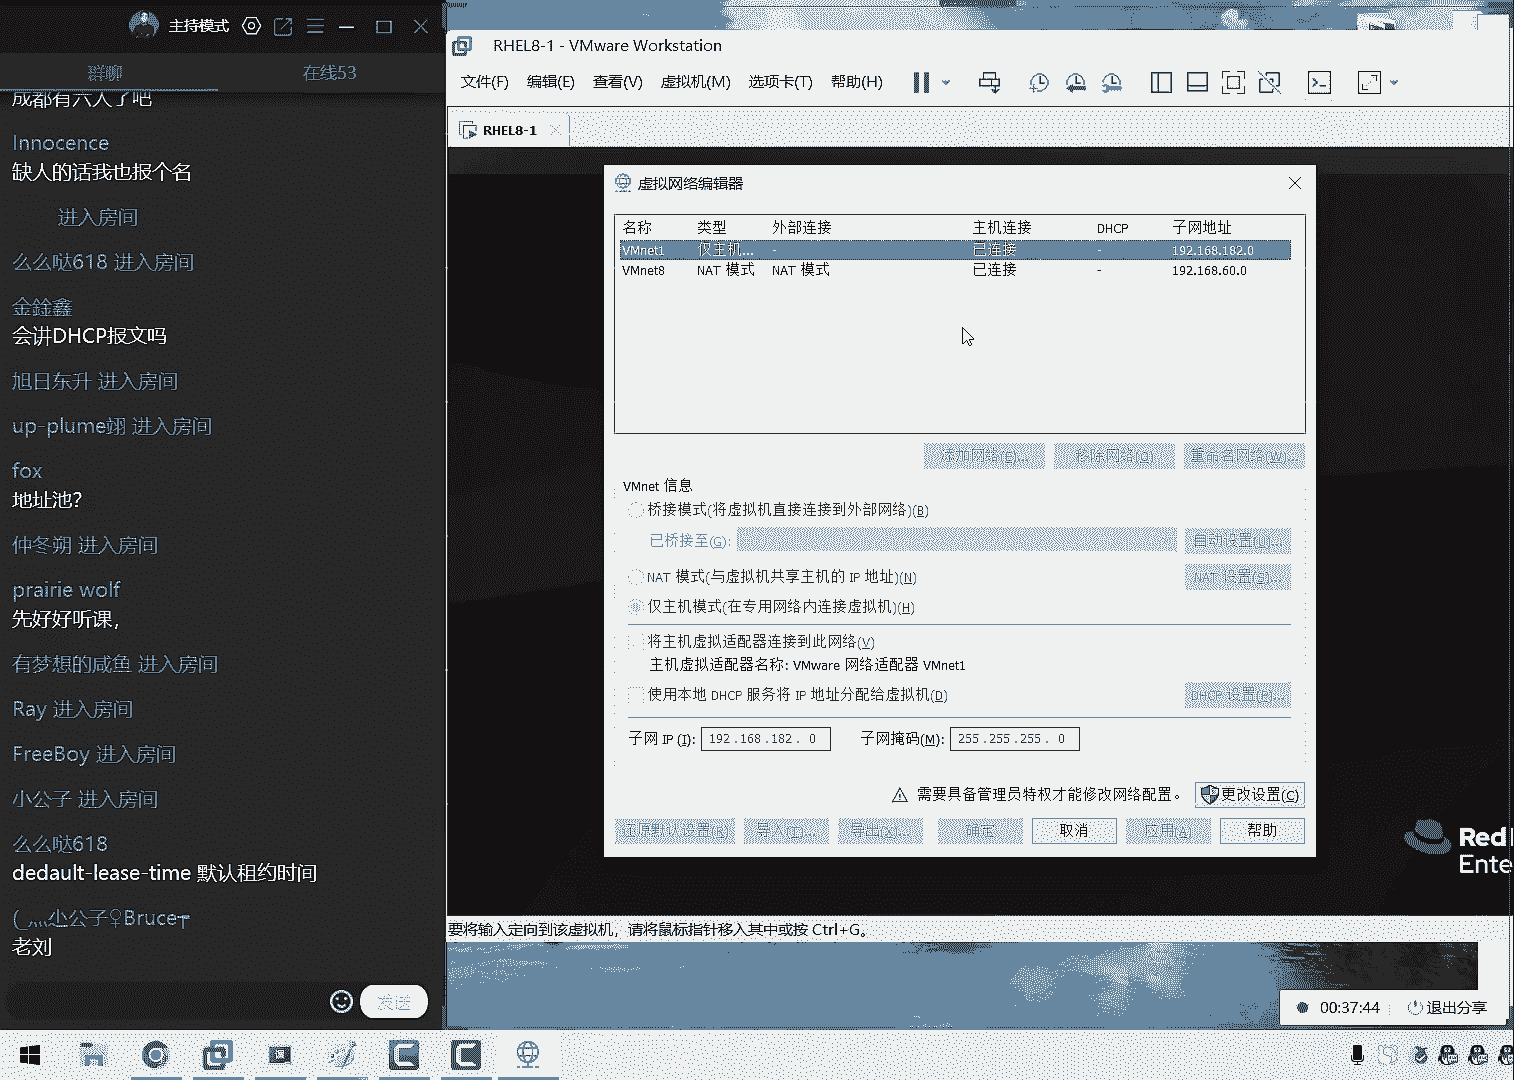 主持模式
群聊
在线53
成都有六人了吧
Innocence
缺人的话我也报个名
进入房间
么么哒618 进入房间
金銓鑫
会讲DHCP报文吗
旭日东升 进入房间
up-plume翊 进入房间
fox
地址池?
仲冬朔 进入房间
prairie wolf
先好好听课,
有梦想的咸鱼 进入房间
Ray 进入房间
FreeBoy 进入房间
小公子 进入房间
么么哒618
dedault-lease-time 默认租约时间
公子♀Bruce
老刘
发送
RHEL8-1 - VMware Workstation
文件(F) 编辑(E) 查看(V) 虚拟机(M) 选项卡(T) 帮助(H)
RHEL8-1
虚拟网络编辑器
名称 类型 外部连接 主机连接 DHCP 子网地址
VMnet1 仅主机... - 已连接 - 192.168.182.0
VMnet8 NAT 模式 NAT 模式 已连接 - 192.168.60.0
添加网络(E)... 移除网络(O) 重命名网络(W)...
VMnet 信息
桥接模式(将虚拟机直接连接到外部网络)(B)
已桥接至(G): 自动设置(U)...
NAT 模式(与虚拟机共享主机的 IP 地址)(N) NAT 设置(S)...
仅主机模式(在专用网络内连接虚拟机)(H)
将主机虚拟适配器连接到此网络(V)
主机虚拟适配器名称: VMware 网络适配器 VMnet1
使用本地 DHCP 服务将 IP 地址分配给虚拟机(D) DHCP 设置(P)...
子网 IP (I): 192 . 168 . 182 . 0 子网掩码(M): 255 . 255 . 255 . 0
需要具备管理员特权才能修改网络配置。 更改设置(C)
还原默认设置(R) 导入(T)... 导出(X)... 确定 取消 应用(A) 帮助
Red
Ente
要将输入定向到该虚拟机，请将鼠标指针移入其中或按 Ctrl+G。
00:37:44 退出分享